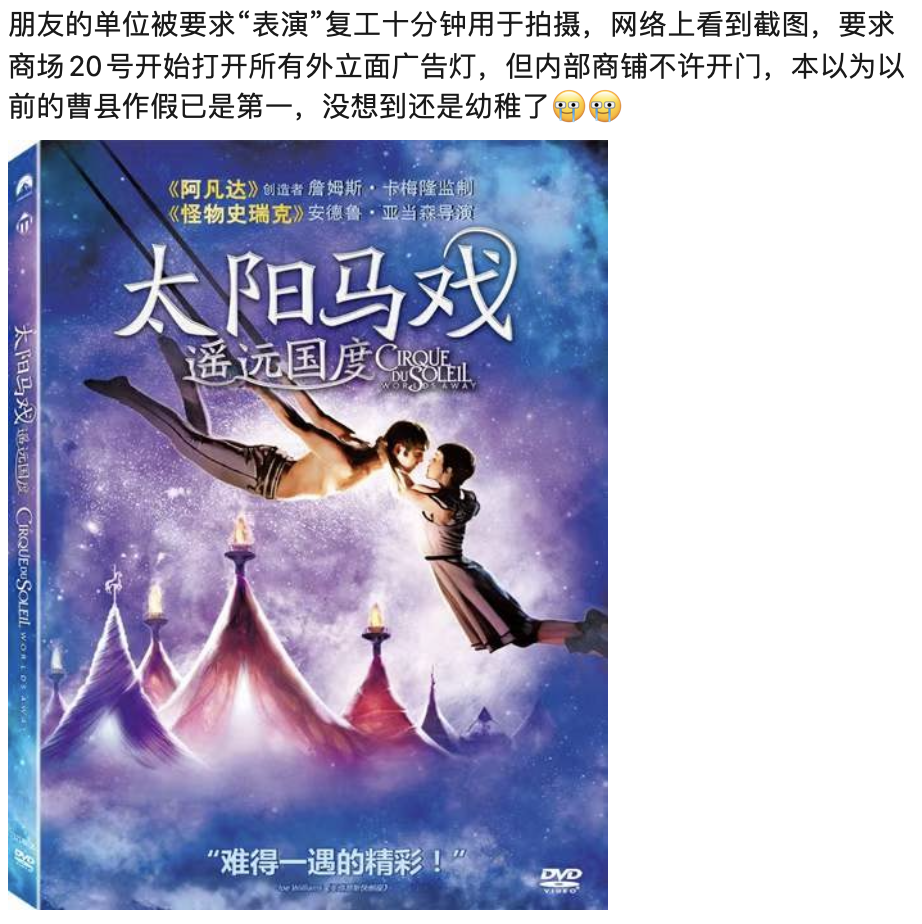 朋友的单位被要求“表演”复工十分钟用于拍摄，网络上看到截图，要求
商场20号开始打开所有外立面广告灯，但内部商铺不许开门，本以为以
前的曹县作假已是第一，没想到还是幼稚了🥹🥹
《阿凡达》创造者 詹姆斯·卡梅隆监制
《怪物史瑞克》安德鲁·亚当森导演
太阳马戏
遥远国度 CIRQUE DU SOLEIL
WORLDS AWAY
太阳马戏 遥远国度 CIRQUE DU SOLEIL WORLDS AWAY
“难得一遇的精彩！”
DVD
VIDEO
DVD